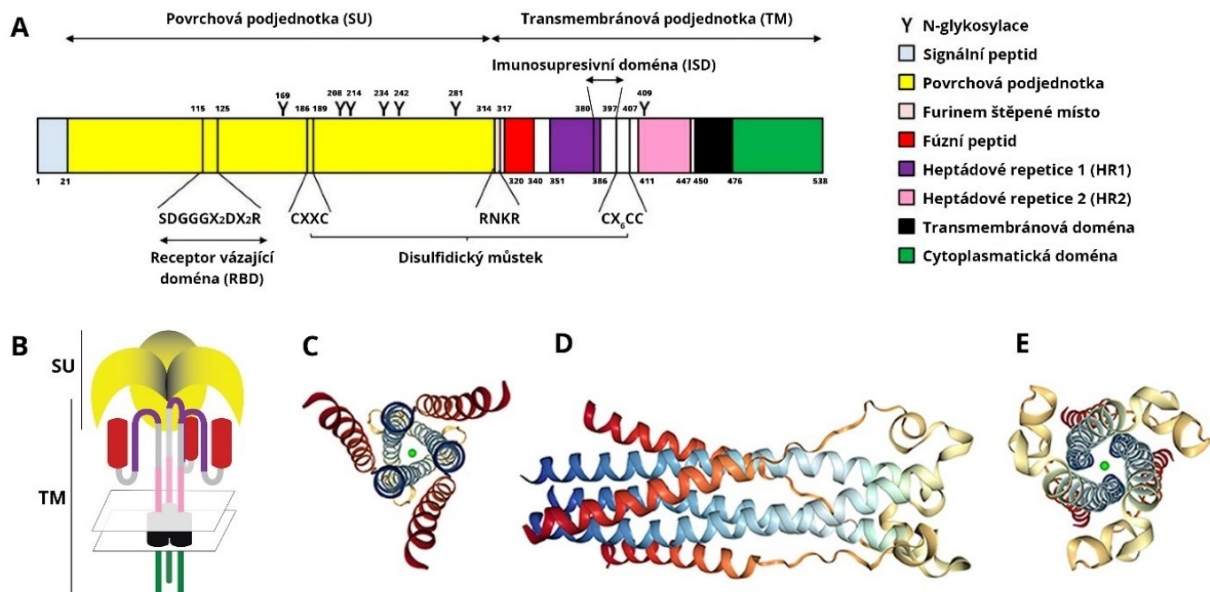 A
Povrchová podjednotka (SU)
Transmembránová podjednotka (TM)
Imunosupresivní doména (ISD)
115 125 169 186 189 208 214 234 242 281 314 317 380 397 407 409
1 21 320 340 351 386 411 447 450 476 538
SDGGGX₂DX₂R
CXXC
RNKR
CX₆CC
Receptor vázající
doména (RBD)
Disulfidický můstek
Y N-glykosylace
Signální peptid
Povrchová podjednotka
Furinem štěpené místo
Fúzní peptid
Heptádové repetice 1 (HR1)
Heptádové repetice 2 (HR2)
Transmembránová doména
Cytoplasmatická doména
B
SU
TM
C
D
E